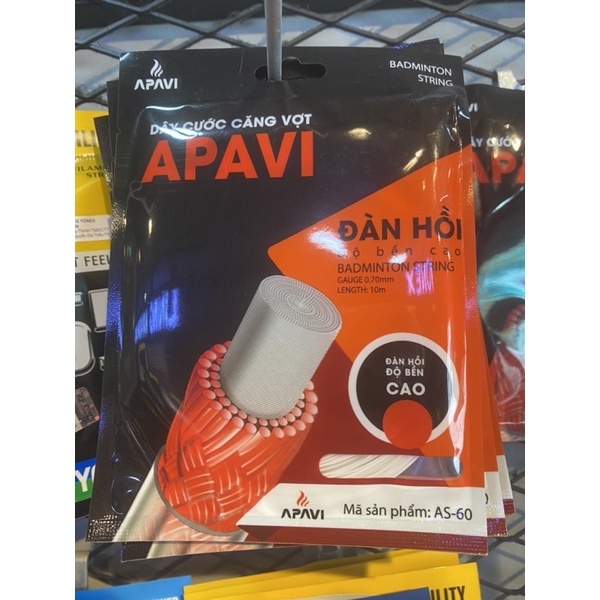 APAVI
BADMINTON
STRING
DÂY CƯỚC CĂNG VỢT
APAVI
ĐÀN HỒI
độ bền cao
BADMINTON STRING
GAUGE 0.70mm
LENGTH: 10m
ĐÀN HỒI
ĐỘ BỀN
CAO
APAVI
Mã sản phẩm: AS-60